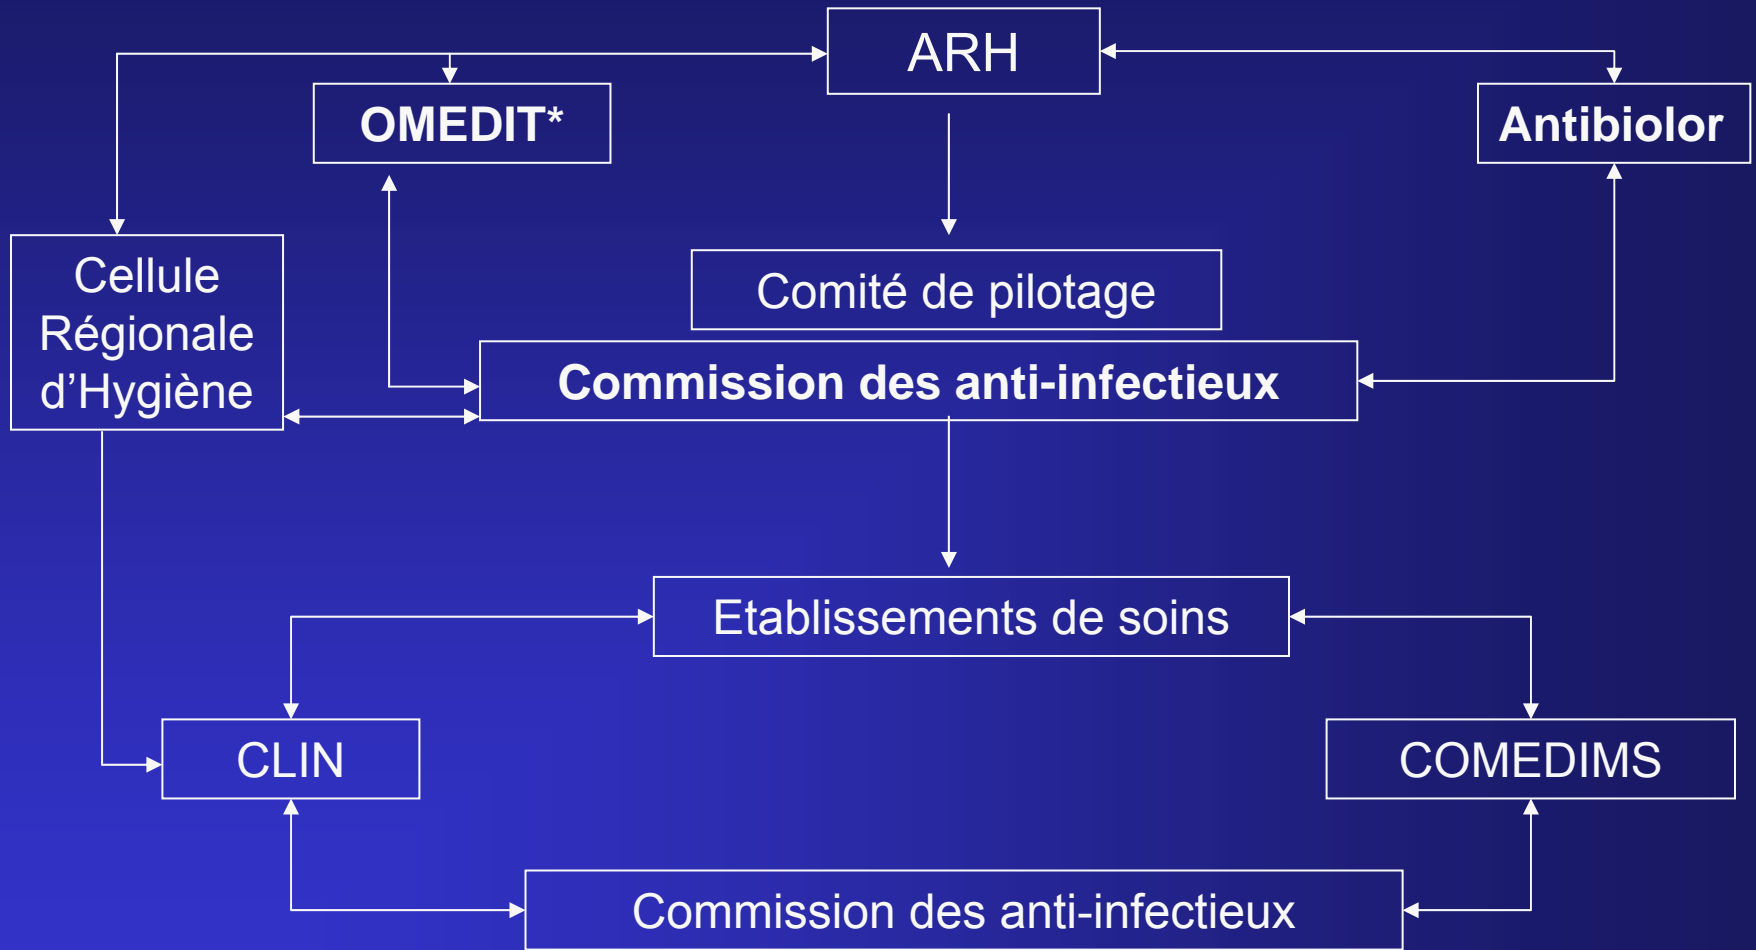 ARH
OMEDIT*
Antibiolor
Cellule
Régionale
d’Hygiène
Comité de pilotage
Commission des anti-infectieux
Etablissements de soins
CLIN
COMEDIMS
Commission des anti-infectieux